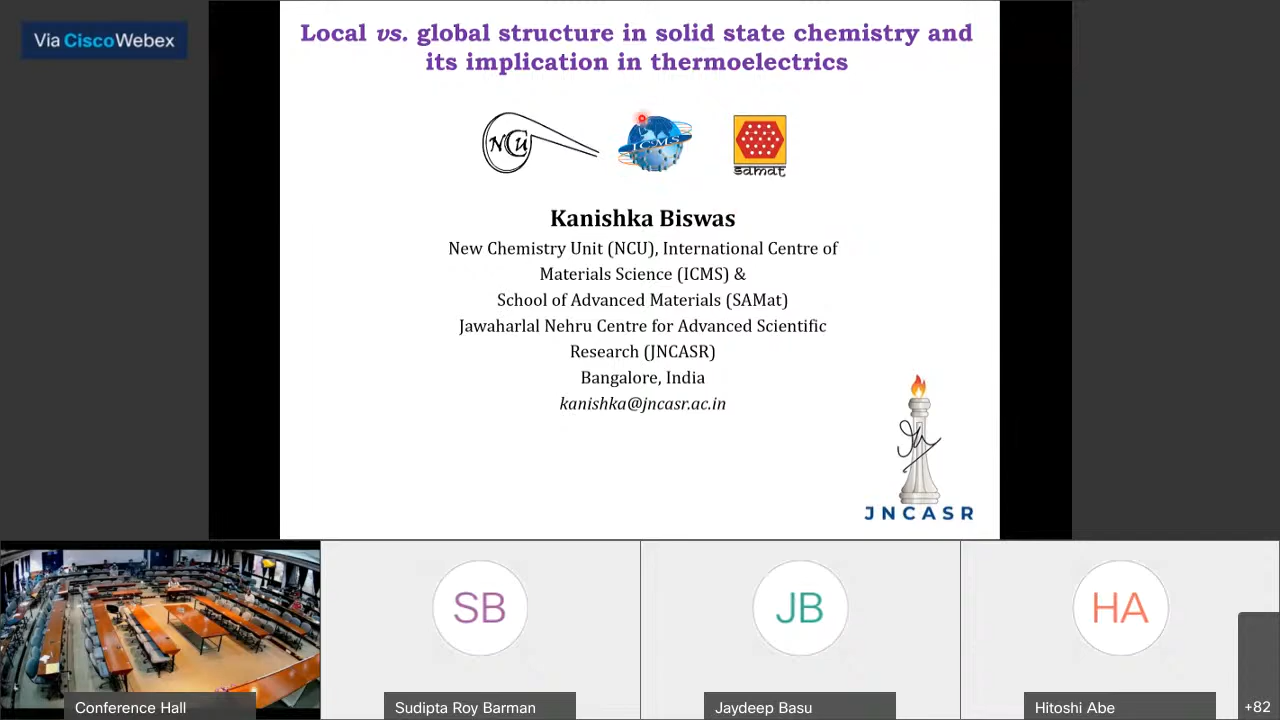 Via Cisco Webex
Local vs. global structure in solid state chemistry and
its implication in thermoelectrics
NCU
ICMS
samat
Kanishka Biswas
New Chemistry Unit (NCU), International Centre of
Materials Science (ICMS) &
School of Advanced Materials (SAMat)
Jawaharlal Nehru Centre for Advanced Scientific
Research (JNCASR)
Bangalore, India
kanishka@jncasr.ac.in
JNCASR
SB
JB
HA
Conference Hall
Sudipta Roy Barman
Jaydeep Basu
Hitoshi Abe
+82